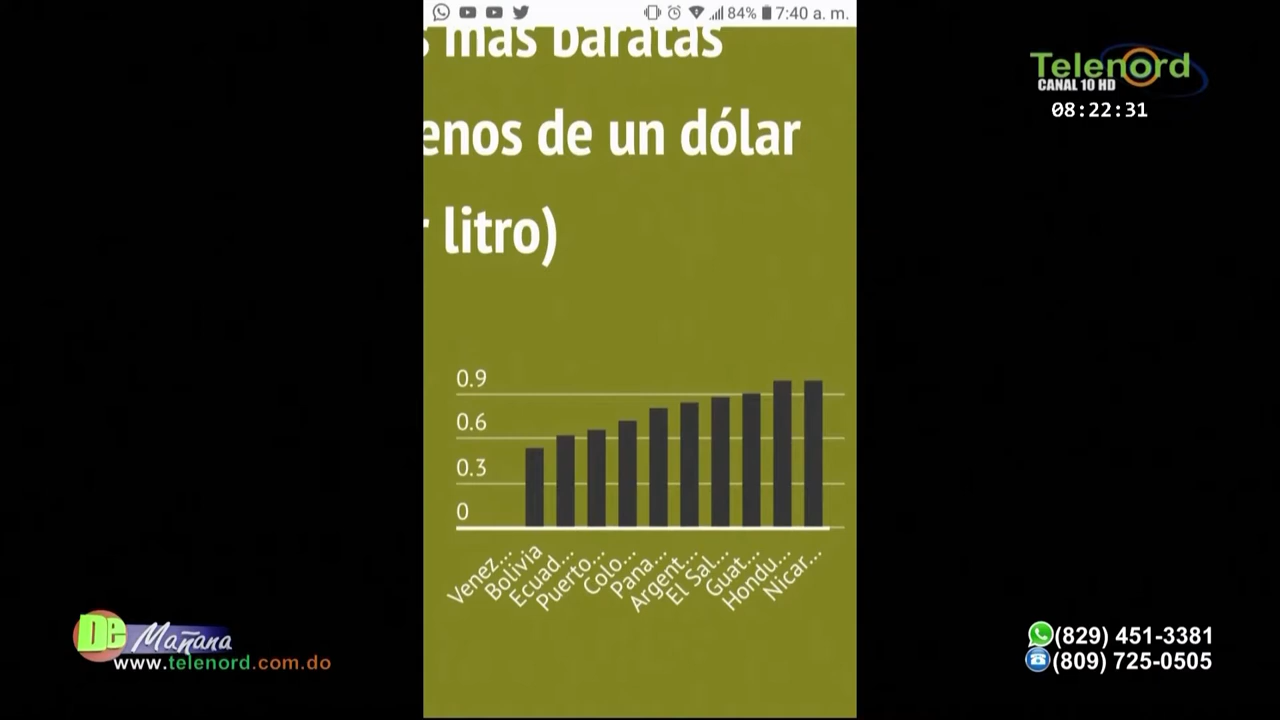 84% 7:40 a. m.
s más baratas
enos de un dólar
r litro)
Telenord
CANAL 10 HD
08:22:31
0.9
0.6
0.3
0
Venez...
Bolivia
Ecuad...
Puerto...
Colo...
Pana...
Argent...
El Sal...
Guat...
Hondu...
Nicar...
De Mañana
www.telenord.com.do
(829) 451-3381
(809) 725-0505